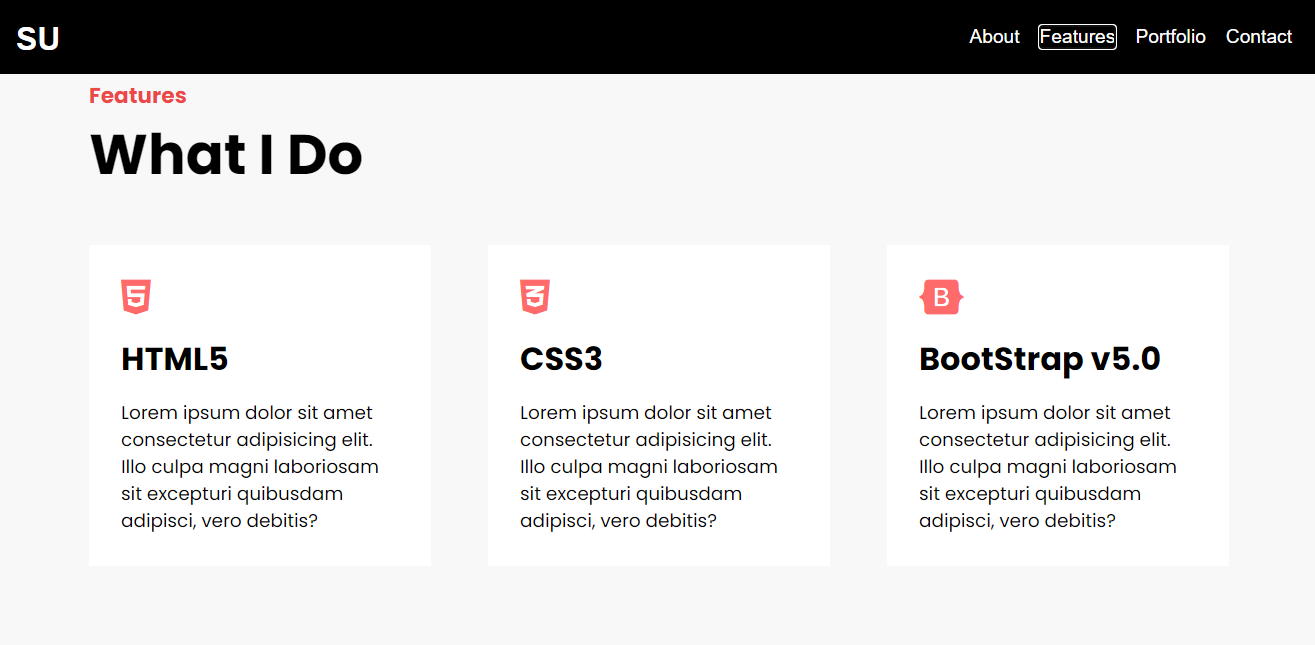 SU
About Features Portfolio Contact
Features
What I Do
HTML5
Lorem ipsum dolor sit amet
consectetur adipisicing elit.
Illo culpa magni laboriosam
sit excepturi quibusdam
adipisci, vero debitis?
CSS3
Lorem ipsum dolor sit amet
consectetur adipisicing elit.
Illo culpa magni laboriosam
sit excepturi quibusdam
adipisci, vero debitis?
B
BootStrap v5.0
Lorem ipsum dolor sit amet
consectetur adipisicing elit.
Illo culpa magni laboriosam
sit excepturi quibusdam
adipisci, vero debitis?